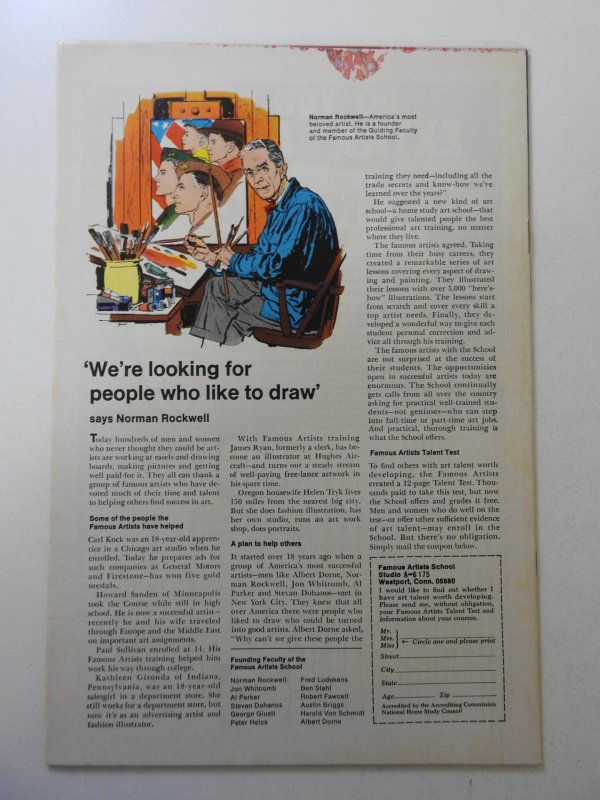 Norman Rockwell—America's most
beloved artist. He is a founder
and member of the Guiding Faculty
of the Famous Artists School.
'We're looking for
people who like to draw'
says Norman Rockwell
Today hundreds of men and women
who never thought they could be art-
ists are working at easels and drawing
boards, making pictures and getting
well paid for it. They all can thank a
group of famous artists who have de-
voted much of their time and talent
to helping others find success in art.
Some of the people the
Famous Artists have helped
Carl Kock was an 18-year-old appren-
tice in a Chicago art studio when he
enrolled. Today he prepares ads for
such companies as General Motors
and Firestone—has won five gold
medals.
Howard Sanden of Minneapolis
took the Course while still in high
school. He is now a successful artist—
recently he and his wife traveled
through Europe and the Middle East
on important art assignments.
Paul Sullivan enrolled at 14. His
Famous Artists training helped him
work his way through college.
Kathleen Gironda of Indiana,
Pennsylvania, was an 18-year-old
salesgirl in a department store. She
still works for a department store, but
now it's as an advertising artist and
fashion illustrator.
With Famous Artists training
James Ryan, formerly a clerk, has be-
come an illustrator at Hughes Air-
craft—and turns out a steady stream
of well-paying free-lance artwork in
his spare time.
Oregon housewife Helen Tryk lives
150 miles from the nearest big city.
But she does fashion illustration, has
her own studio, runs an art work
shop, does portraits.
A plan to help others
It started over 18 years ago when a
group of America's most successful
artists—men like Albert Dorne, Nor-
man Rockwell, Jon Whitcomb, Al
Parker and Stevan Dohanos—met in
New York City. They knew that all
over America there were people who
liked to draw who could be turned
into good artists. Albert Dorne asked,
"Why can't we give these people the
training they need—including all the
trade secrets and know-how we've
learned over the years?"
He suggested a new kind of art
school—a home study art school—that
would give talented people the best
professional art training, no matter
where they live.
The famous artists agreed. Taking
time from their busy careers, they
created a remarkable series of art
lessons covering every aspect of draw-
ing and painting. They illustrated
their lessons with over 5,000 "here's-
how" illustrations. The lessons start
from scratch and cover every skill a
top artist needs. Finally, they de-
veloped a wonderful way to give each
student personal correction and ad-
vice all through his training.
The famous artists with the School
are not surprised at the success of
their students. The opportunities
open to successful artists today are
enormous. The School continually
gets calls from all over the country
asking for practical well-trained stu-
dents—not geniuses—who can step
into full-time or part-time art jobs.
And practical, thorough training is
what the School offers.
Famous Artists Talent Test
To find others with art talent worth
developing, the Famous Artists
created a 12-page Talent Test. Thou-
sands paid to take this test, but now
the School offers and grades it free.
Men and women who do well on the
test—or offer other sufficient evidence
of art talent—may enroll in the
School. But there's no obligation.
Simply mail the coupon below.
Founding Faculty of the
Famous Artists School
Norman Rockwell
Jon Whitcomb
Al Parker
Stevan Dohanos
George Giusti
Peter Helck
Fred Ludekens
Ben Stahl
Robert Fawcett
Austin Briggs
Harold Von Schmidt
Albert Dorne
Famous Artists School
Studio A-6175
Westport, Conn. 06880
I would like to find out whether I
have art talent worth developing.
Please send me, without obligation,
your Famous Artists Talent Test and
information about your courses.
Mr.
Mrs. ← Circle one and please print
Miss
Street
City
State
Age Zip
Accredited by the Accrediting Commission
National Home Study Council